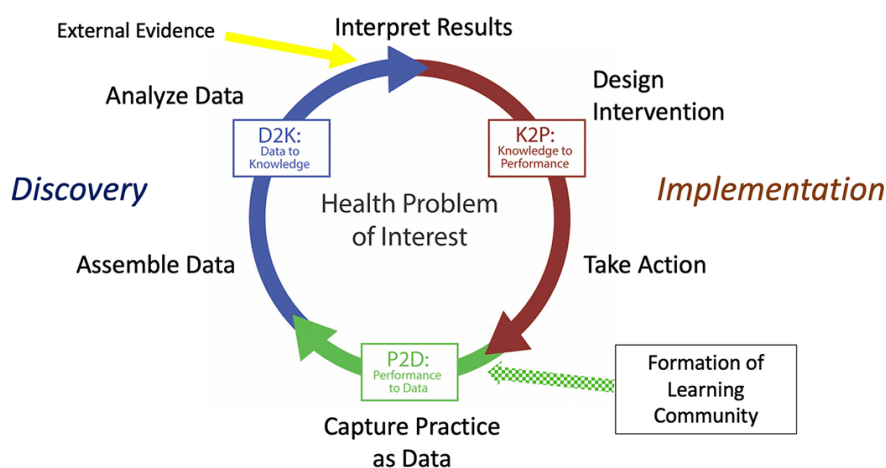 External Evidence
Interpret Results
Analyze Data
Design
Intervention
D2K:
Data to
Knowledge
K2P:
Knowledge to
Performance
Discovery
Health Problem
of Interest
Implementation
Assemble Data
Take Action
P2D:
Performance
to Data
Formation of
Learning
Community
Capture Practice
as Data